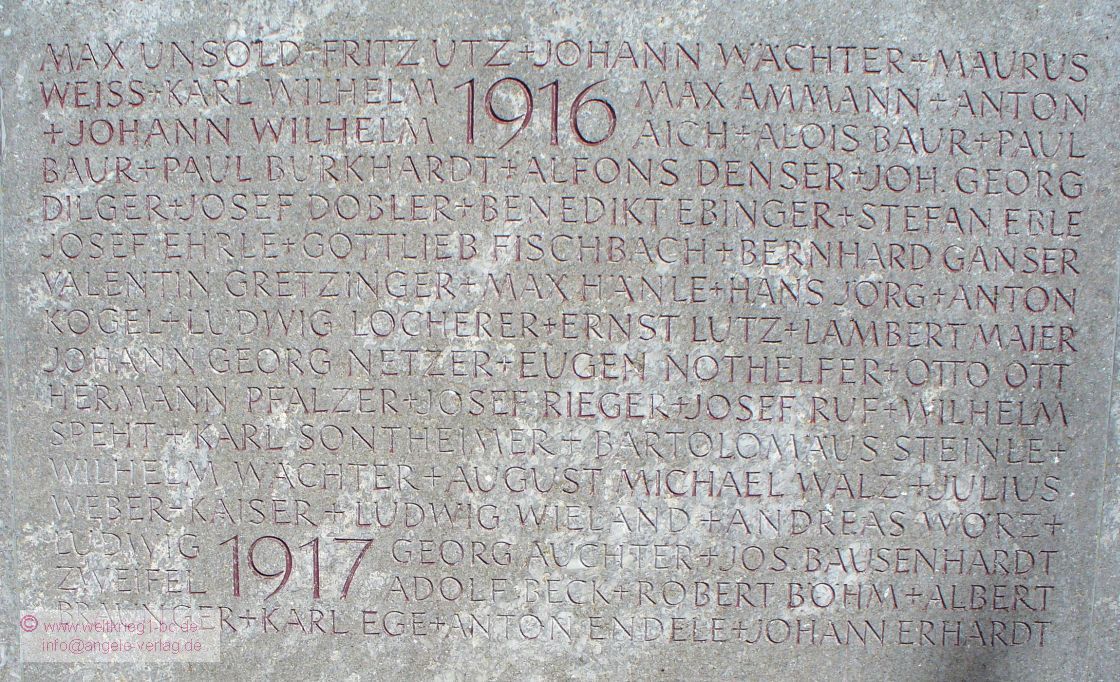 MAX UNSÖLD+FRITZ UTZ+JOHANN WÄCHTER+MAURUS
WEISS+KARL WILHELM 1916 MAX AMMANN+ANTON
+JOHANN WILHELM AICH+ALOIS BAUR+PAUL
BAUR+PAUL BURKHARDT+ALFONS DENSER+JOH. GEORG
DILGER+JOSEF DOBLER+BENEDIKT EBINGER+STEFAN EBLE
JOSEF EHRLE+GOTTLIEB FISCHBACH+BERNHARD GANSER
VALENTIN GRETZINGER+MAX HÄNLE+HANS JÖRG+ANTON
KOGEL+LUDWIG LOCHERER+ERNST LUTZ+LAMBERT MAIER
JOHANN GEORG NETZER+EUGEN NOTHELFER+OTTO OTT
HERMANN PFALZER+JOSEF RIEGER+JOSEF RUF+WILHELM
SPEHT+KARL SONTHEIMER+BARTOLOMÄUS STEINLE+
WILHELM WÄCHTER+AUGUST MICHAEL WALZ+JULIUS
WEBER-KAISER+LUDWIG WIELAND+ANDREAS WÖRZ+
LUDWIG 1917 GEORG AUCHTER+JOS. BAUSENHARDT
ZWEIFEL ADOLF BECK+ROBERT BÖHM+ALBERT
BRAUNGER+KARL EGE+ANTON ENDELE+JOHANN ERHARDT
© www.weltkrieg1-bc.de
info@angele-verlag.de